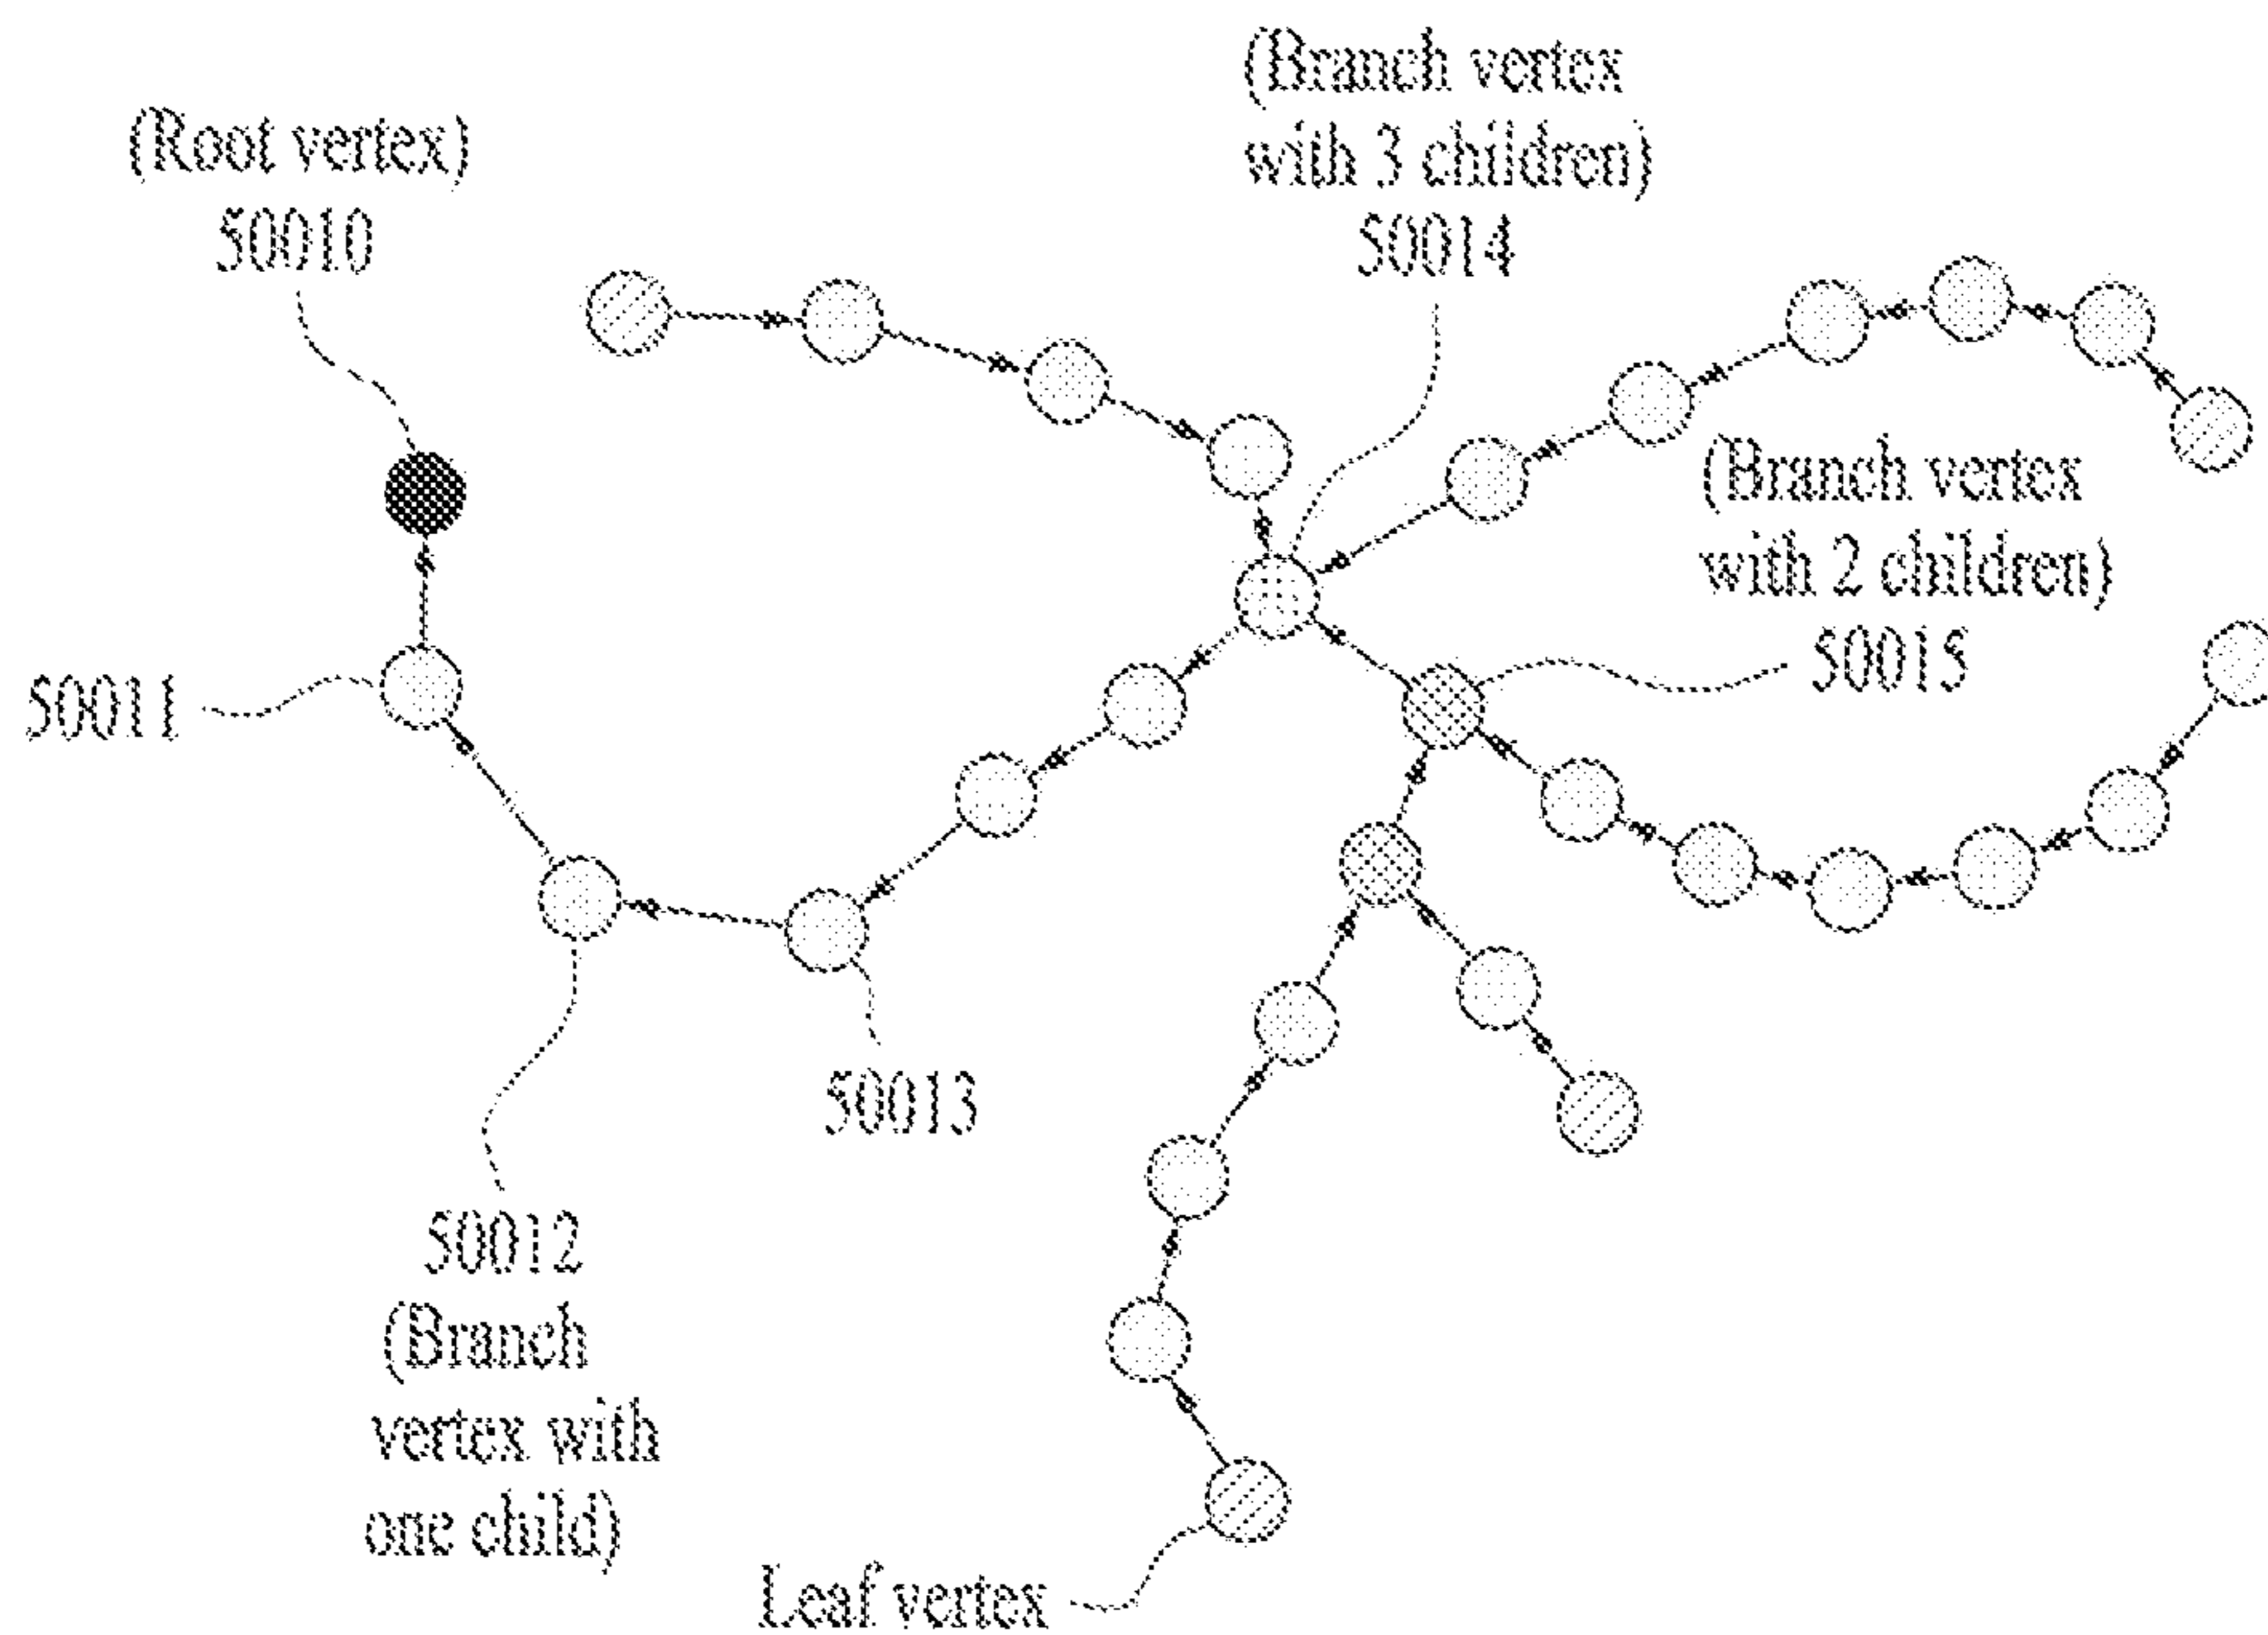 (Root vertex)
50010
(Branch vertex
with 3 children)
50014
(Branch vertex
with 2 children)
50015
50011
50013
50012
(Branch
vertex with
one child)
Leaf vertex